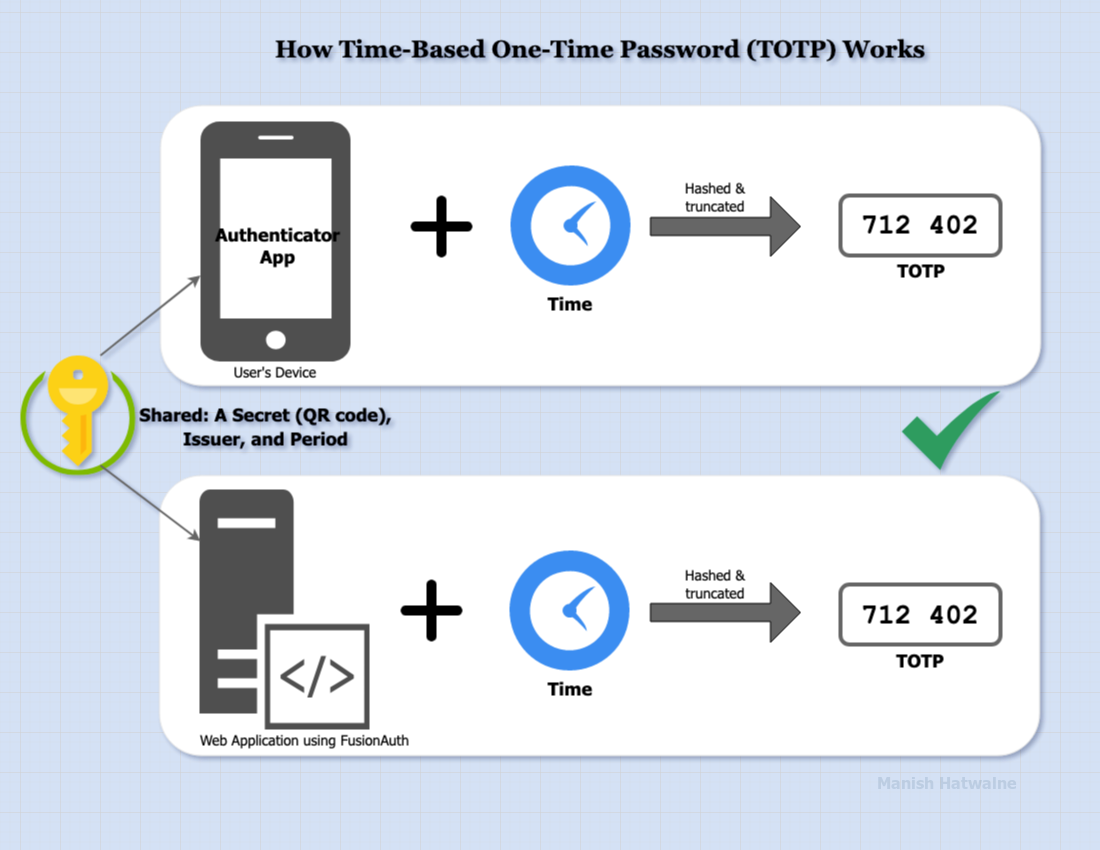 How Time-Based One-Time Password (TOTP) Works
Authenticator
App
User's Device
Time
Hashed &
truncated
712 402
TOTP
Shared: A Secret (QR code),
Issuer, and Period
</>
Web Application using FusionAuth
Time
Hashed &
truncated
712 402
TOTP
Manish Hatwalne